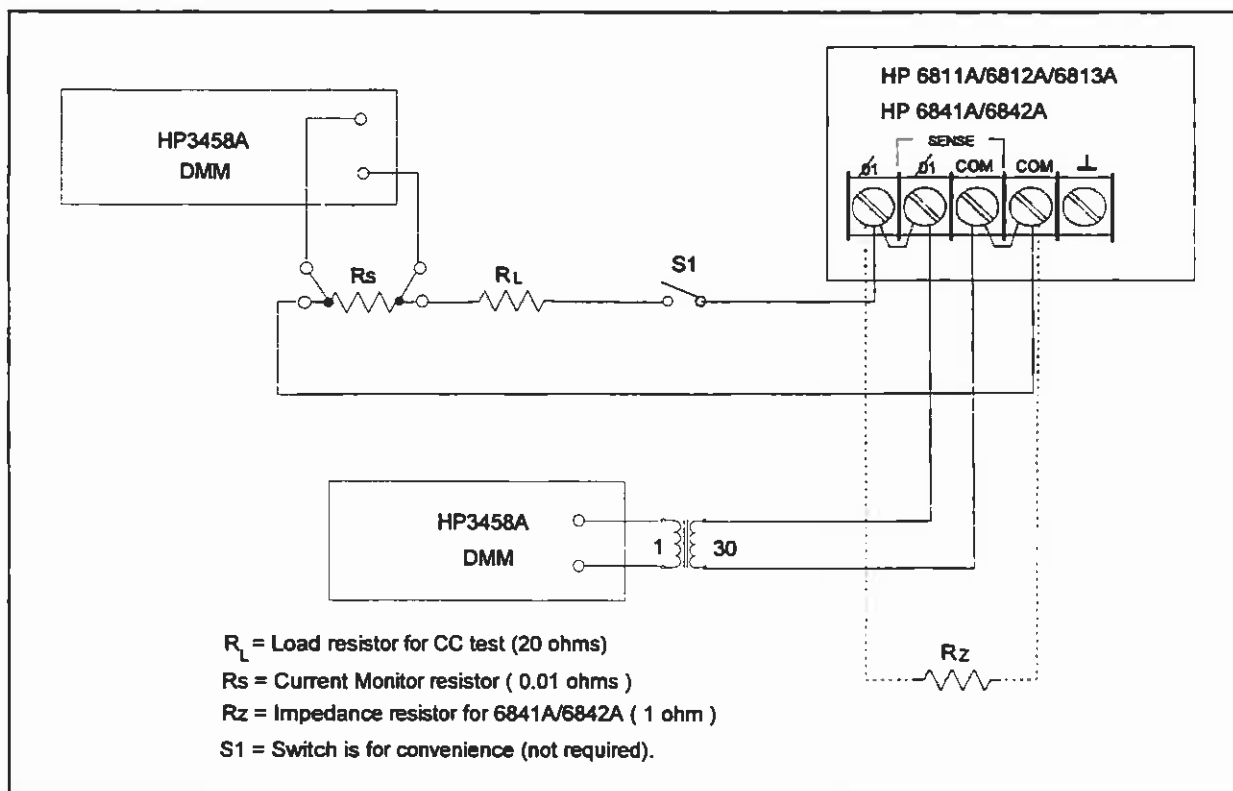 HP 6811A/6812A/6813A
HP 6841A/6842A
SENSE
ø1 ø1 COM COM
HP3458A
DMM
Rs
RL
S1
HP3458A
DMM
1
30
Rz
RL = Load resistor for CC test (20 ohms)
Rs = Current Monitor resistor ( 0.01 ohms )
Rz = Impedance resistor for 6841A/6842A ( 1 ohm )
S1 = Switch is for convenience (not required).